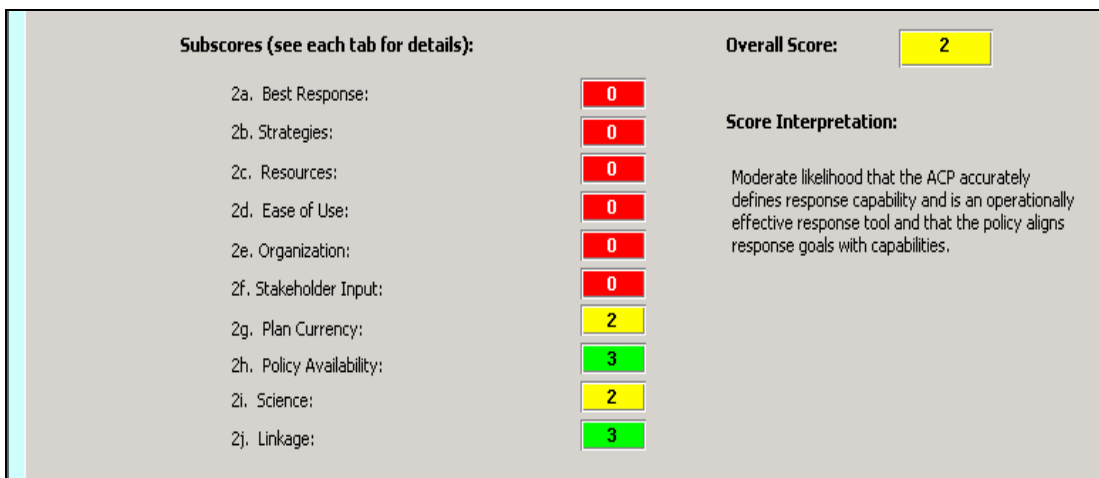 Subscores (see each tab for details):
Overall Score: 2
2a. Best Response: 0
2b. Strategies: 0
2c. Resources: 0
2d. Ease of Use: 0
2e. Organization: 0
2f. Stakeholder Input: 0
2g. Plan Currency: 2
2h. Policy Availability: 3
2i. Science: 2
2j. Linkage: 3
Score Interpretation:
Moderate likelihood that the ACP accurately
defines response capability and is an operationally
effective response tool and that the policy aligns
response goals with capabilities.